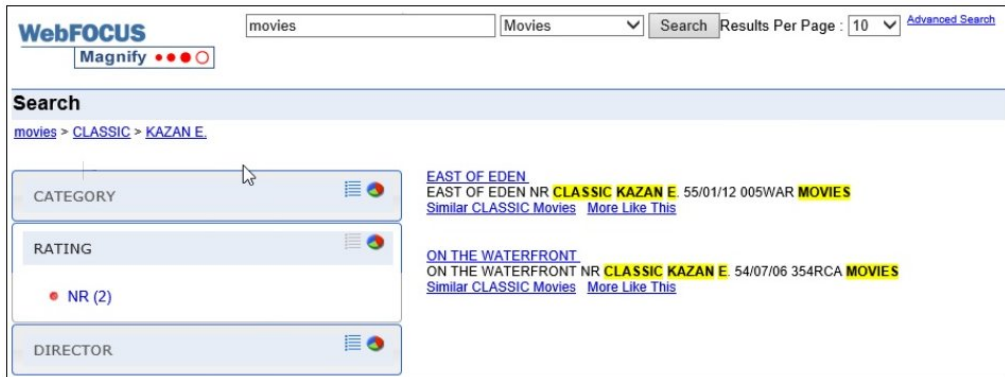 WebFOCUS
Magnify
movies Movies Search Results Per Page : 10 Advanced Search
Search
movies > CLASSIC > KAZAN E.
CATEGORY
RATING
NR (2)
DIRECTOR
EAST OF EDEN
EAST OF EDEN NR CLASSIC KAZAN E. 55/01/12 005WAR MOVIES
Similar CLASSIC Movies More Like This
ON THE WATERFRONT
ON THE WATERFRONT NR CLASSIC KAZAN E. 54/07/06 354RCA MOVIES
Similar CLASSIC Movies More Like This